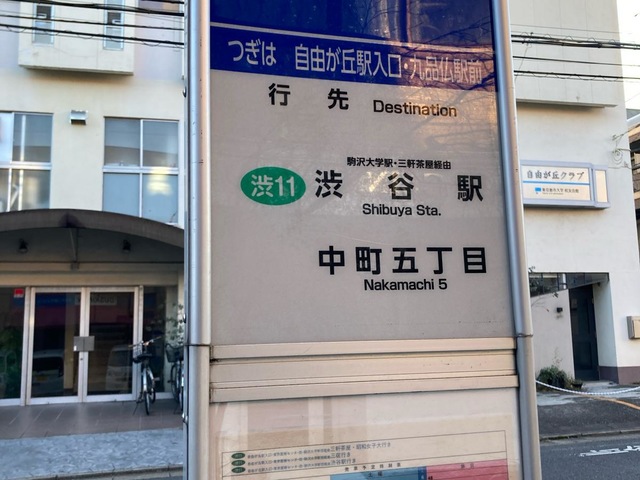 つぎは 自由が丘駅入口・九品仏駅前
行先 Destination
駒沢大学駅・三軒茶屋経由
渋11 渋谷駅
Shibuya Sta.
中町五丁目
Nakamachi 5
自由が丘クラブ